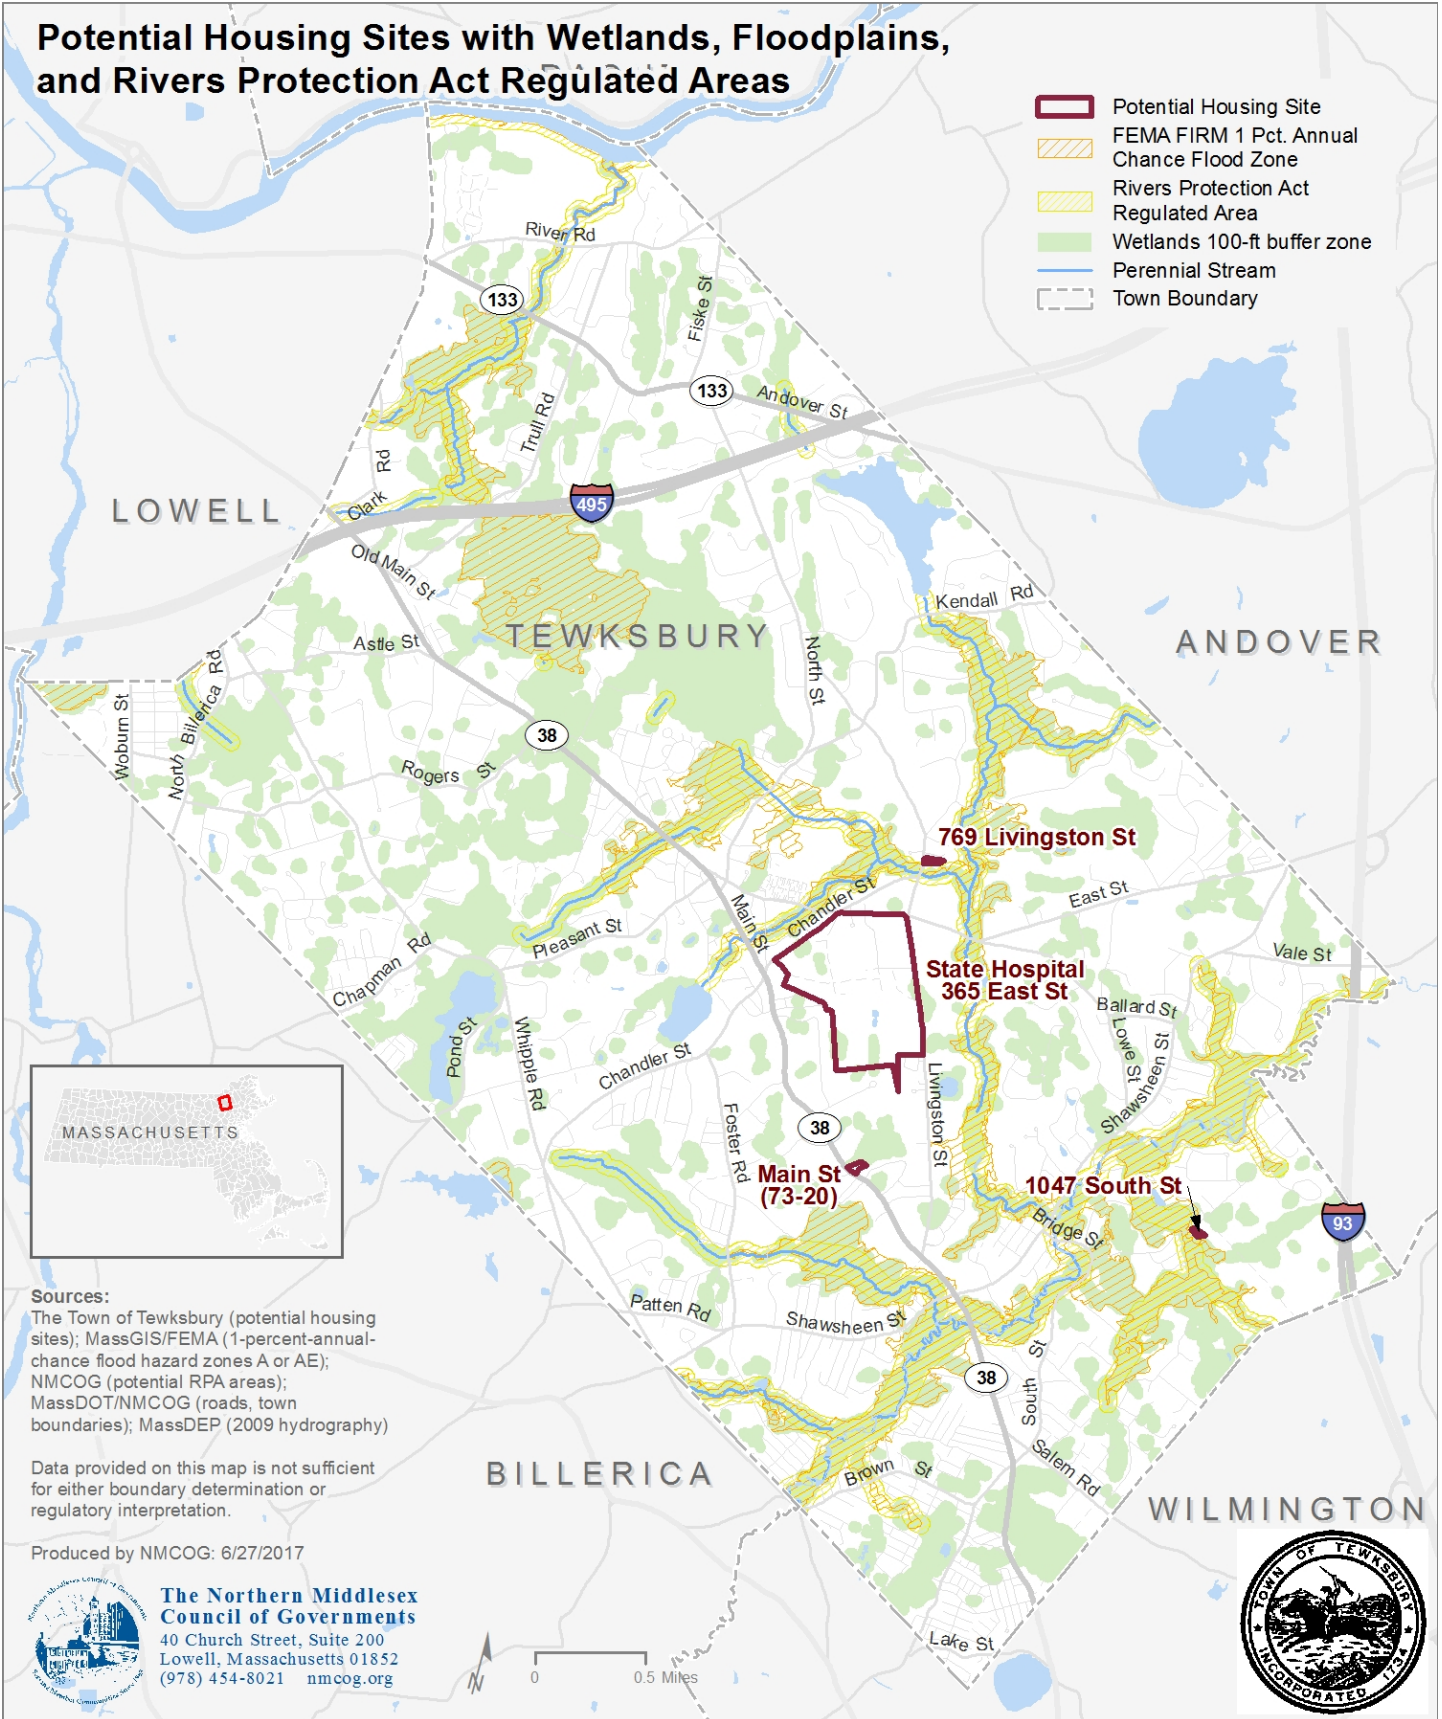 Potential Housing Sites with Wetlands, Floodplains,
and Rivers Protection Act Regulated Areas
Potential Housing Site
FEMA FIRM 1 Pct. Annual
Chance Flood Zone
Rivers Protection Act
Regulated Area
Wetlands 100-ft buffer zone
Perennial Stream
Town Boundary
River Rd
133
Fiske St
133
Andover St
Trull Rd
Clark Rd
LOWELL
495
Old Main St
Kendall Rd
TEWKSBURY
ANDOVER
Astle St
North St
Woburn St
North Billerica Rd
38
Rogers St
769 Livingston St
East St
Chandler St
Main St
Pleasant St
Chapman Rd
Vale St
State Hospital
365 East St
Ballard St
Lowe St
Shawsheen St
Pond St
Whipple Rd
Chandler St
Livingston St
Foster Rd
38
MASSACHUSETTS
Main St
(73-20)
1047 South St
Bridge St
93
Patten Rd
Shawsheen St
38
South St
Salem Rd
Brown St
BILLERICA
WILMINGTON
Lake St
Sources:
The Town of Tewksbury (potential housing
sites); MassGIS/FEMA (1-percent-annual-
chance flood hazard zones A or AE);
NMCOG (potential RPA areas);
MassDOT/NMCOG (roads, town
boundaries); MassDEP (2009 hydrography)
Data provided on this map is not sufficient
for either boundary determination or
regulatory interpretation.
Produced by NMCOG: 6/27/2017
The Northern Middlesex
Council of Governments
40 Church Street, Suite 200
Lowell, Massachusetts 01852
(978) 454-8021 nmcog.org
N
0 0.5 Miles
TOWN OF TEWKSBURY
INCORPORATED 1734